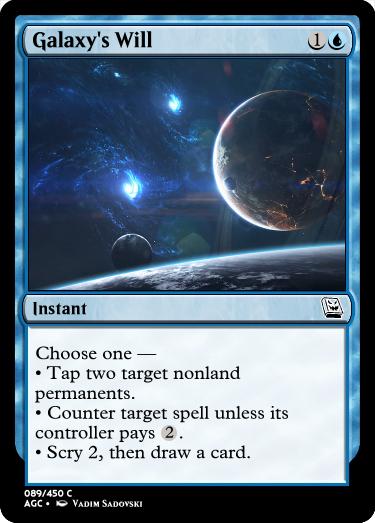 Galaxy's Will 1
Instant
Choose one —
• Tap two target nonland
permanents.
• Counter target spell unless its
controller pays 2.
• Scry 2, then draw a card.
089/450 C
AGC • Vadim Sadovski